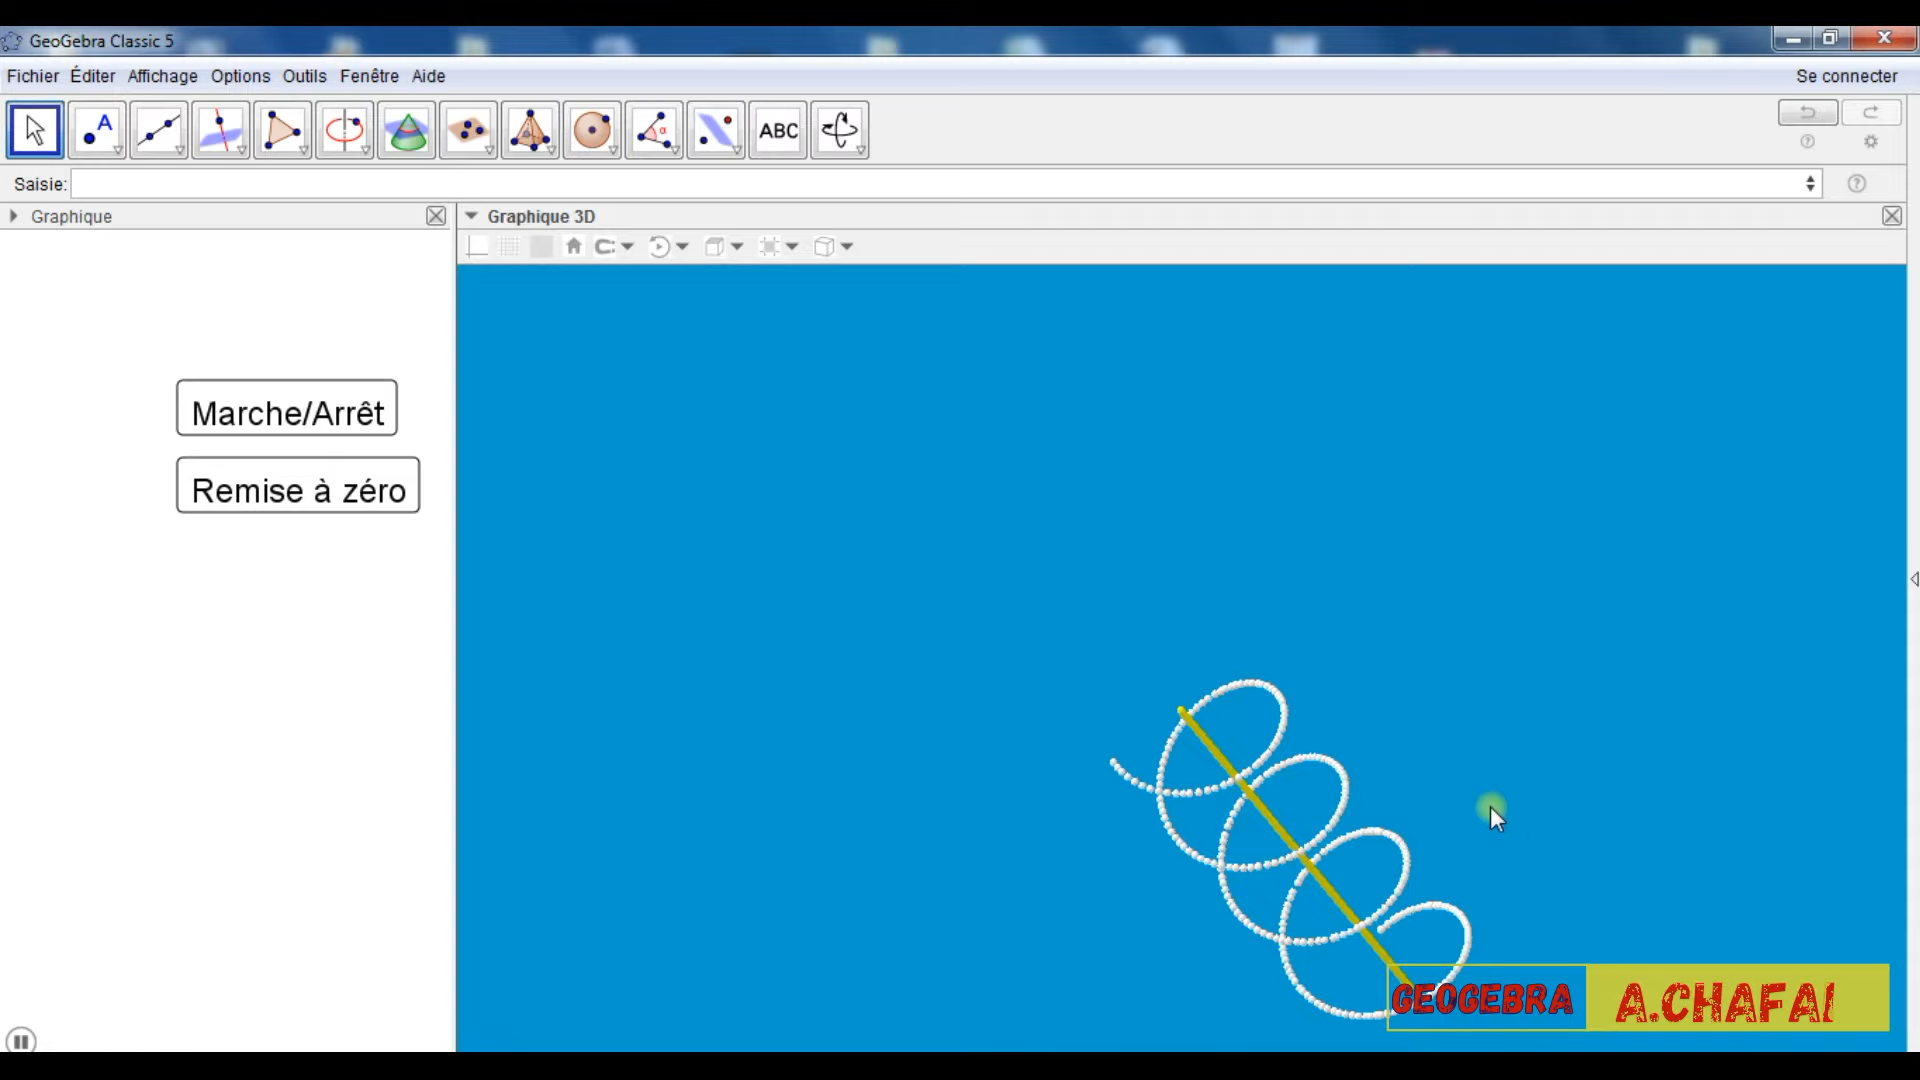 GeoGebra Classic 5
Fichier Éditer Affichage Options Outils Fenêtre Aide
Se connecter
A
α
ABC
Saisie:
Graphique
Graphique 3D
Marche/Arrêt
Remise à zéro
GEOGEBRA
A.CHAFAI